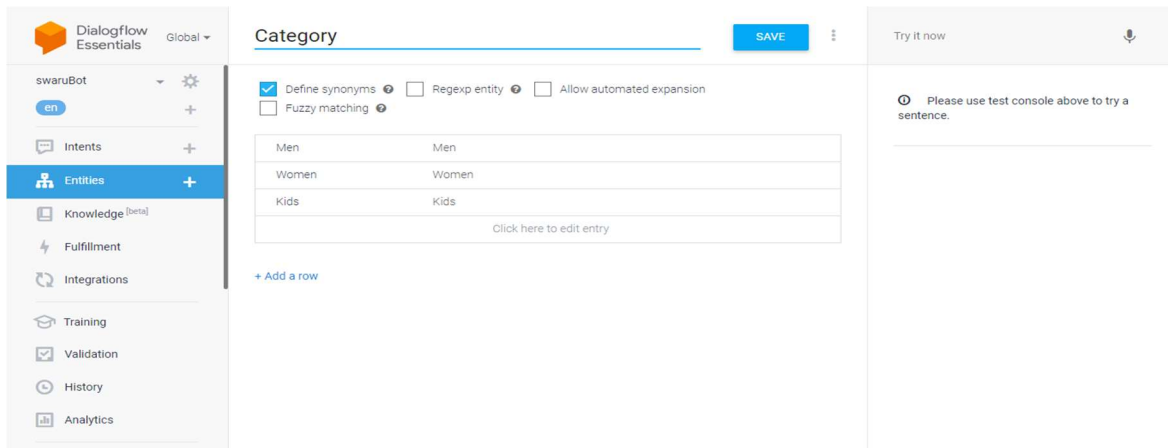 Dialogflow
Essentials
Global
swaruBot
en
Intents
Entities
Knowledge [beta]
Fulfillment
Integrations
Training
Validation
History
Analytics
Category
SAVE
Define synonyms Regexp entity Allow automated expansion
Fuzzy matching
Men Men
Women Women
Kids Kids
Click here to edit entry
+ Add a row
Try it now
Please use test console above to try a
sentence.